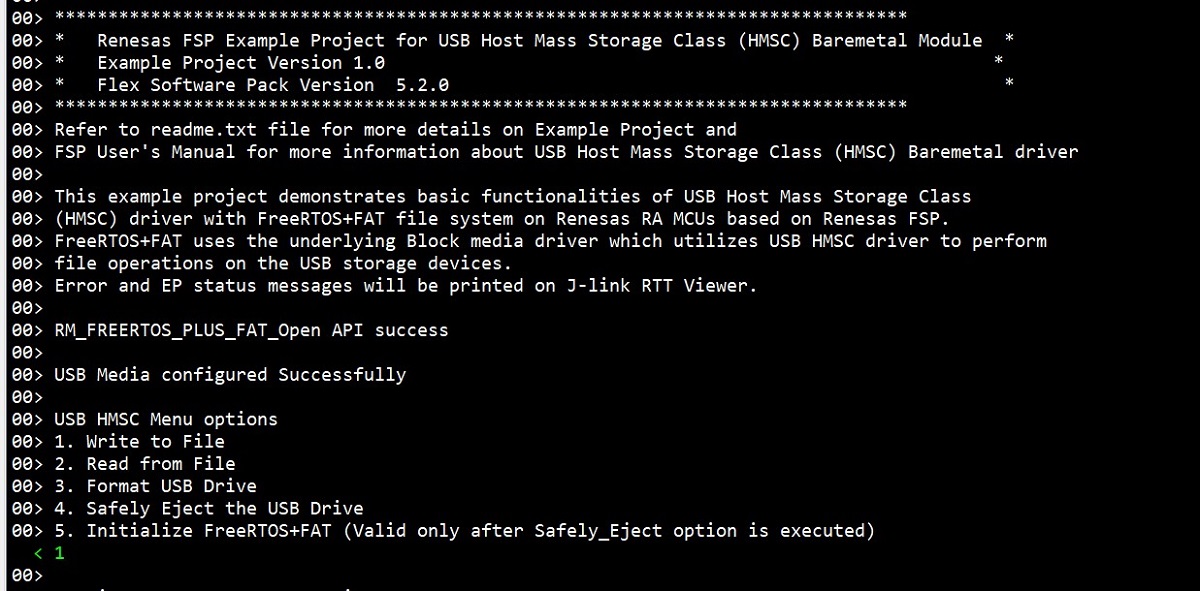 00> ********************************************************************************
00> *   Renesas FSP Example Project for USB Host Mass Storage Class (HMSC) Baremetal Module  *
00> *   Example Project Version 1.0                                                         *
00> *   Flex Software Pack Version  5.2.0                                                    *
00> ********************************************************************************
00> Refer to readme.txt file for more details on Example Project and
00> FSP User's Manual for more information about USB Host Mass Storage Class (HMSC) Baremetal driver
00>
00> This example project demonstrates basic functionalities of USB Host Mass Storage Class
00> (HMSC) driver with FreeRTOS+FAT file system on Renesas RA MCUs based on Renesas FSP.
00> FreeRTOS+FAT uses the underlying Block media driver which utilizes USB HMSC driver to perform
00> file operations on the USB storage devices.
00> Error and EP status messages will be printed on J-link RTT Viewer.
00>
00> RM_FREERTOS_PLUS_FAT_Open API success
00>
00> USB Media configured Successfully
00>
00> USB HMSC Menu options
00> 1. Write to File
00> 2. Read from File
00> 3. Format USB Drive
00> 4. Safely Eject the USB Drive
00> 5. Initialize FreeRTOS+FAT (Valid only after Safely_Eject option is executed)
< 1
00>